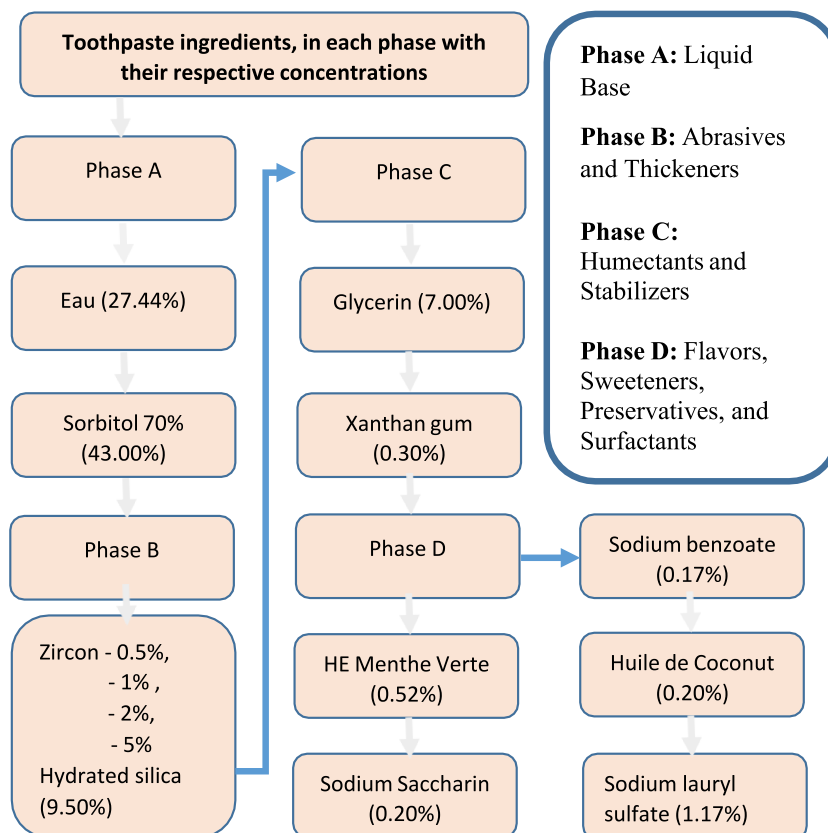 Toothpaste ingredients, in each phase with
their respective concentrations
Phase A
Eau (27.44%)
Sorbitol 70%
(43.00%)
Phase B
Zircon - 0.5%,
- 1% ,
- 2%,
- 5%
Hydrated silica
(9.50%)
Phase C
Glycerin (7.00%)
Xanthan gum
(0.30%)
Phase D
HE Menthe Verte
(0.52%)
Sodium Saccharin
(0.20%)
Sodium benzoate
(0.17%)
Huile de Coconut
(0.20%)
Sodium lauryl
sulfate (1.17%)
Phase A: Liquid
Base
Phase B: Abrasives
and Thickeners
Phase C:
Humectants and
Stabilizers
Phase D: Flavors,
Sweeteners,
Preservatives, and
Surfactants